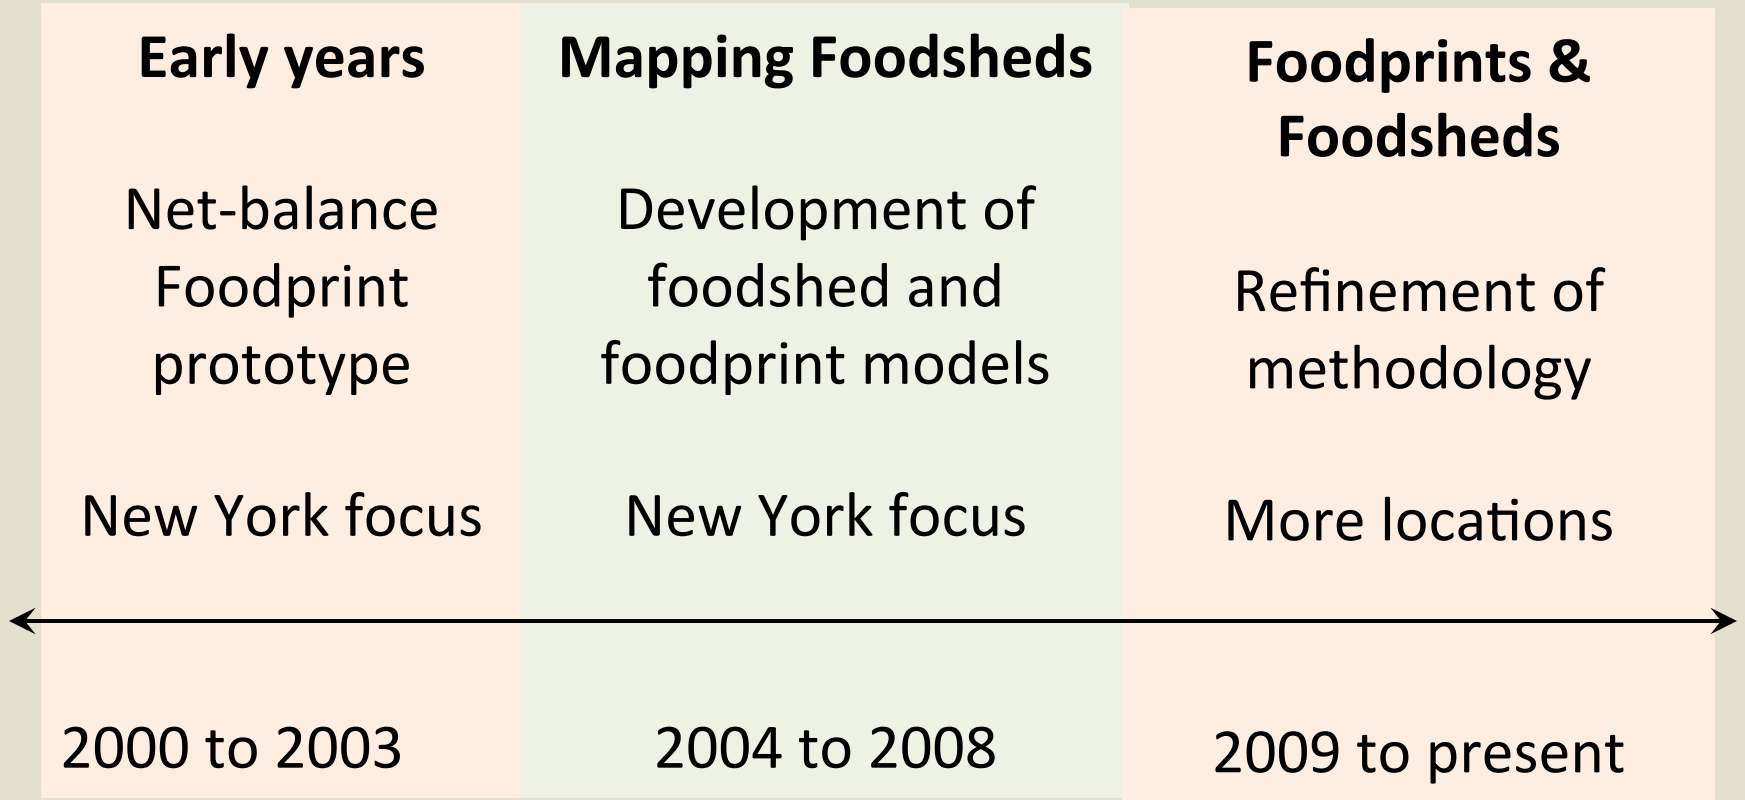 Early years
Net-balance
Foodprint
prototype
New York focus
2000 to 2003
Mapping Foodsheds
Development of
foodshed and
foodprint models
New York focus
2004 to 2008
Foodprints &
Foodsheds
Refinement of
methodology
More locations
2009 to present